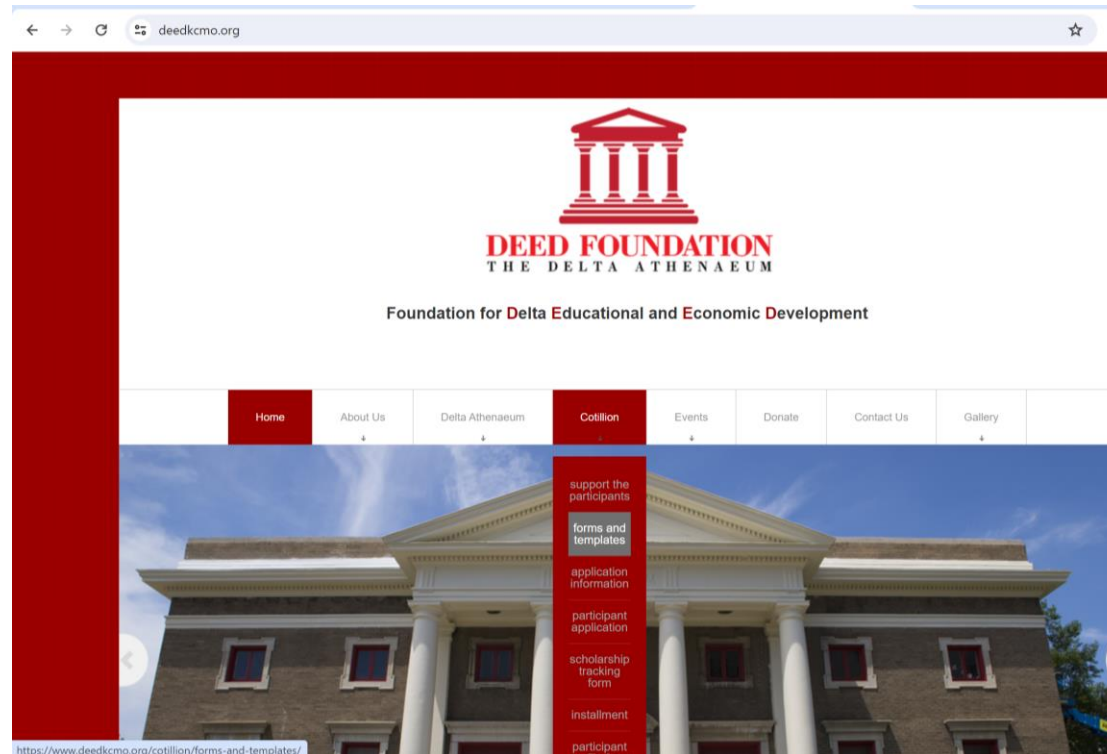 deedkcmo.org
DEED FOUNDATION
THE DELTA ATHENAEUM
Foundation for Delta Educational and Economic Development
Home About Us Delta Athenaeum Cotillion Events Donate Contact Us Gallery
support the
participants
forms and
templates
application
information
participant
application
scholarship
tracking
form
installment
participant
https://www.deedkcmo.org/cotillion/forms-and-templates/